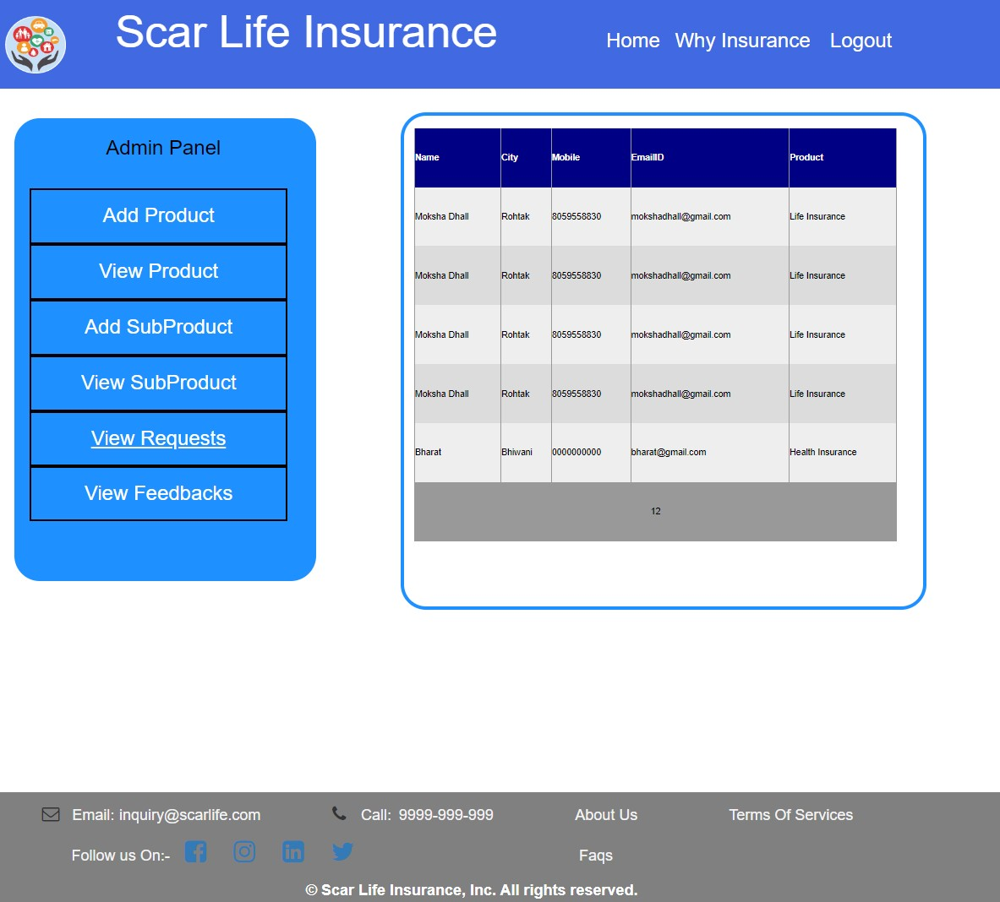 Scar Life Insurance
Home Why Insurance Logout
Admin Panel
Add Product
View Product
Add SubProduct
View SubProduct
View Requests
View Feedbacks
Name City Mobile EmailID Product
Moksha Dhall Rohtak 8059558830 mokshadhall@gmail.com Life Insurance
Moksha Dhall Rohtak 8059558830 mokshadhall@gmail.com Life Insurance
Moksha Dhall Rohtak 8059558830 mokshadhall@gmail.com Life Insurance
Moksha Dhall Rohtak 8059558830 mokshadhall@gmail.com Life Insurance
Bharat Bhiwani 0000000000 bharat@gmail.com Health Insurance
12
Email: inquiry@scarlife.com Call: 9999-999-999 About Us Terms Of Services
Follow us On:- Faqs
© Scar Life Insurance, Inc. All rights reserved.